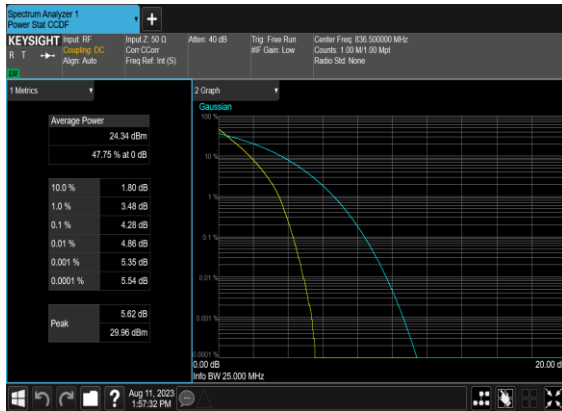 Spectrum Analyzer 1
Power Stat CCDF
+
KEYSIGHT
R T
LXI
Input: RF
Coupling: DC
Align: Auto
Input Z: 50 Ω
Corr CCorr
Freq Ref: Int (S)
Atten: 40 dB
Trig: Free Run
#IF Gain: Low
Center Freq: 836.500000 MHz
Counts: 1.00 M/1.00 Mpt
Radio Std: None
1 Metrics
Average Power
24.34 dBm
47.75 % at 0 dB
10.0 % 1.80 dB
1.0 % 3.48 dB
0.1 % 4.28 dB
0.01 % 4.86 dB
0.001 % 5.35 dB
0.0001 % 5.54 dB
Peak 5.62 dB
29.96 dBm
2 Graph
Gaussian
100 %
10 %
1 %
0.1 %
0.01 %
0.001 %
0.0001 %
0.00 dB
20.00 d
Info BW 25.000 MHz
?
Aug 11, 2023
1:57:32 PM